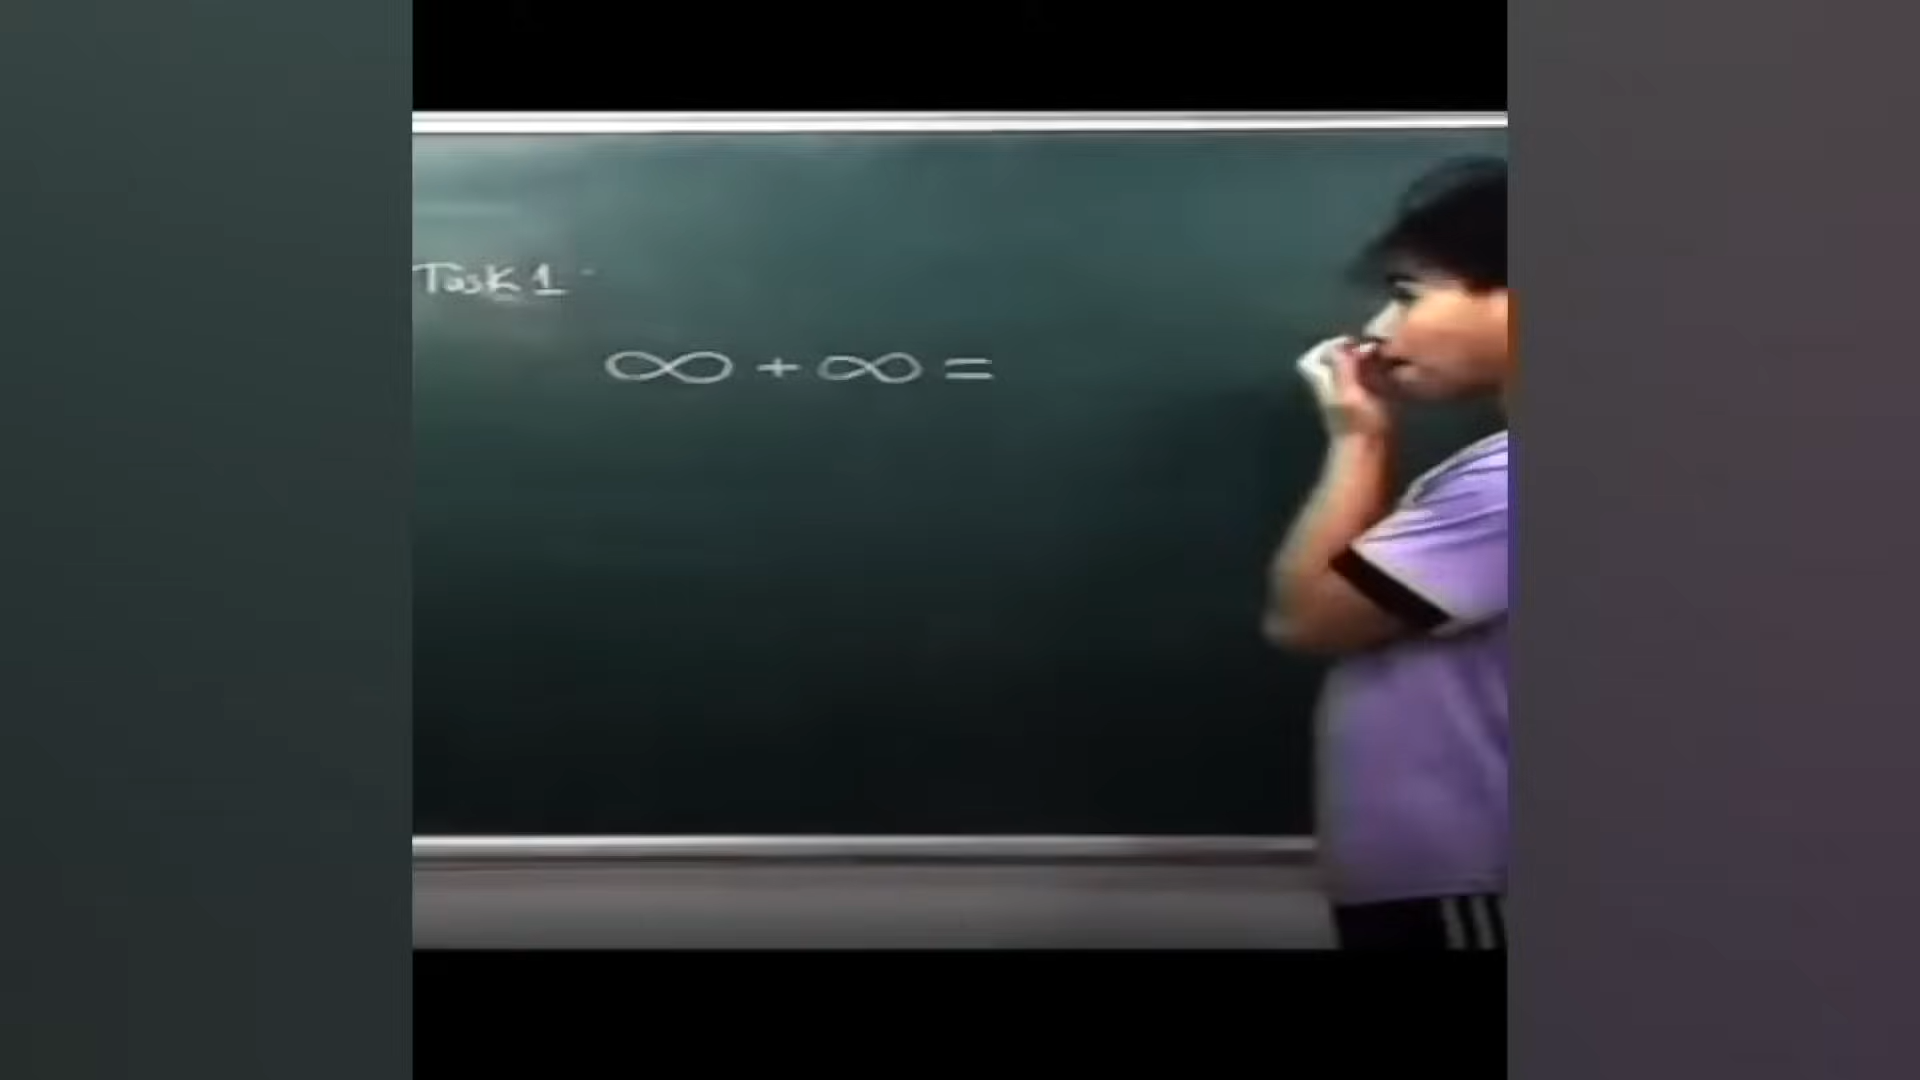 Task 1
∞ + ∞ =